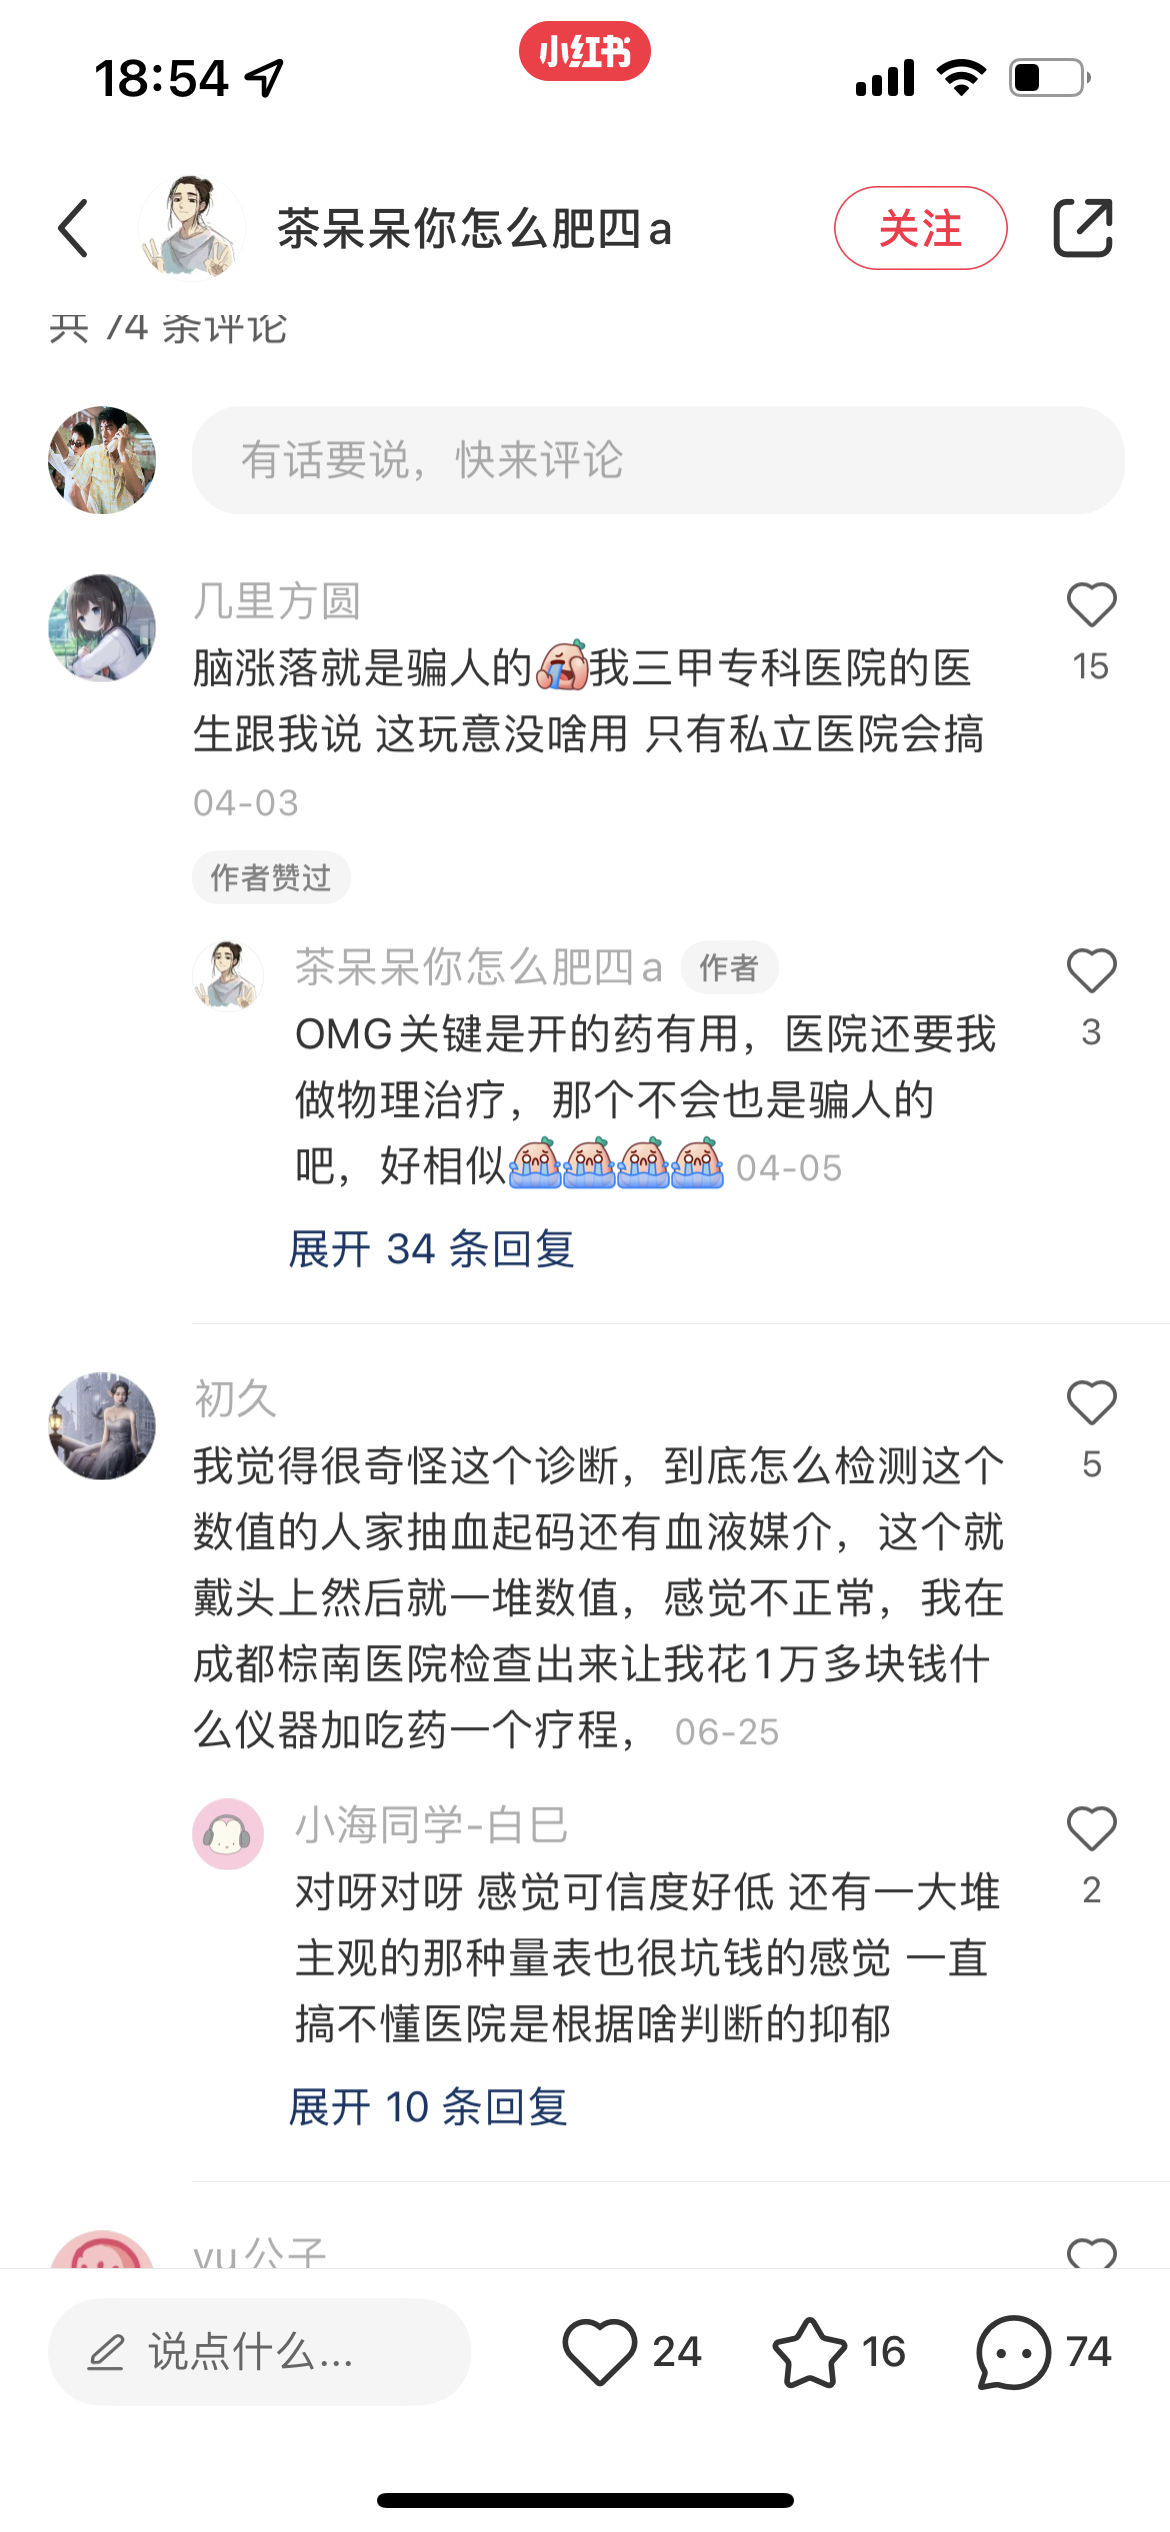 18:54
小红书
茶呆呆你怎么肥四a
关注
共 74 条评论
有话要说，快来评论
几里方圆
脑涨落就是骗人的😭我三甲专科医院的医
生跟我说 这玩意没啥用 只有私立医院会搞
15
04-03
作者赞过
茶呆呆你怎么肥四a 作者
OMG关键是开的药有用，医院还要我
做物理治疗，那个不会也是骗人的
吧，好相似😭😭😭😭 04-05
3
展开 34 条回复
初久
我觉得很奇怪这个诊断，到底怎么检测这个
数值的人家抽血起码还有血液媒介，这个就
戴头上然后就一堆数值，感觉不正常，我在
成都棕南医院检查出来让我花1万多块钱什
么仪器加吃药一个疗程， 06-25
5
小海同学-白巳
对呀对呀 感觉可信度好低 还有一大堆
主观的那种量表也很坑钱的感觉 一直
搞不懂医院是根据啥判断的抑郁
2
展开 10 条回复
yu公子
说点什么...
24
16
74